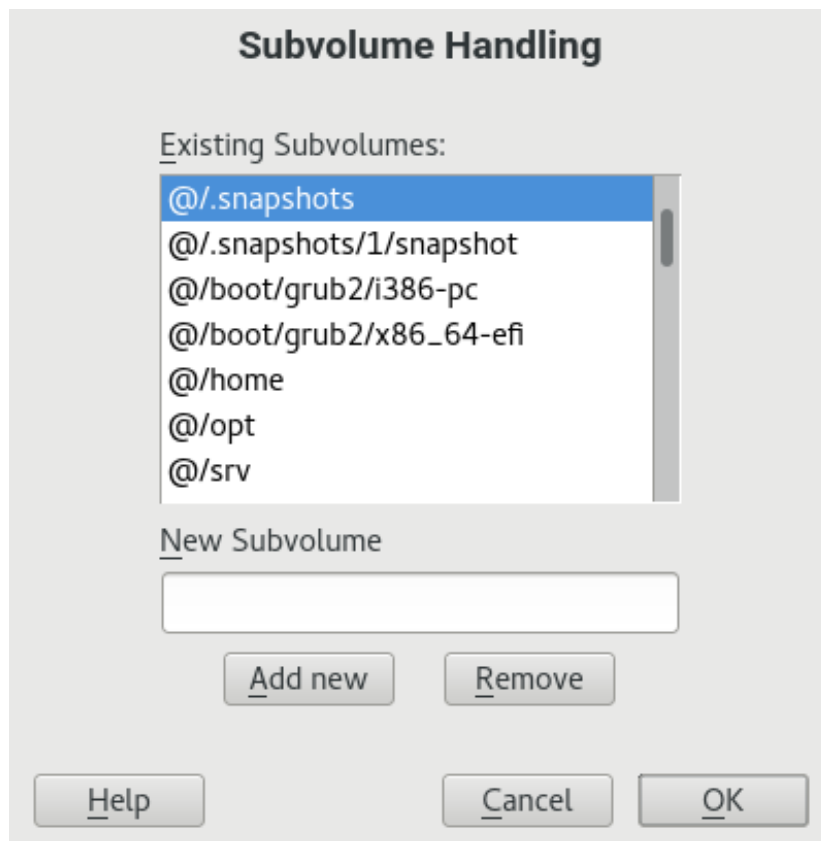 Subvolume Handling
Existing Subvolumes:
@/.snapshots
@/.snapshots/1/snapshot
@/boot/grub2/i386-pc
@/boot/grub2/x86_64-efi
@/home
@/opt
@/srv
New Subvolume
Add new Remove
Help Cancel OK